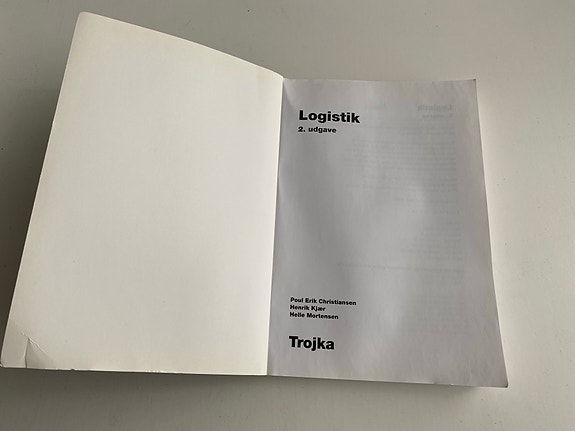 Logistik
2. udgave
Poul Erik Christiansen
Henrik Kjær
Helle Mortensen
Trojka